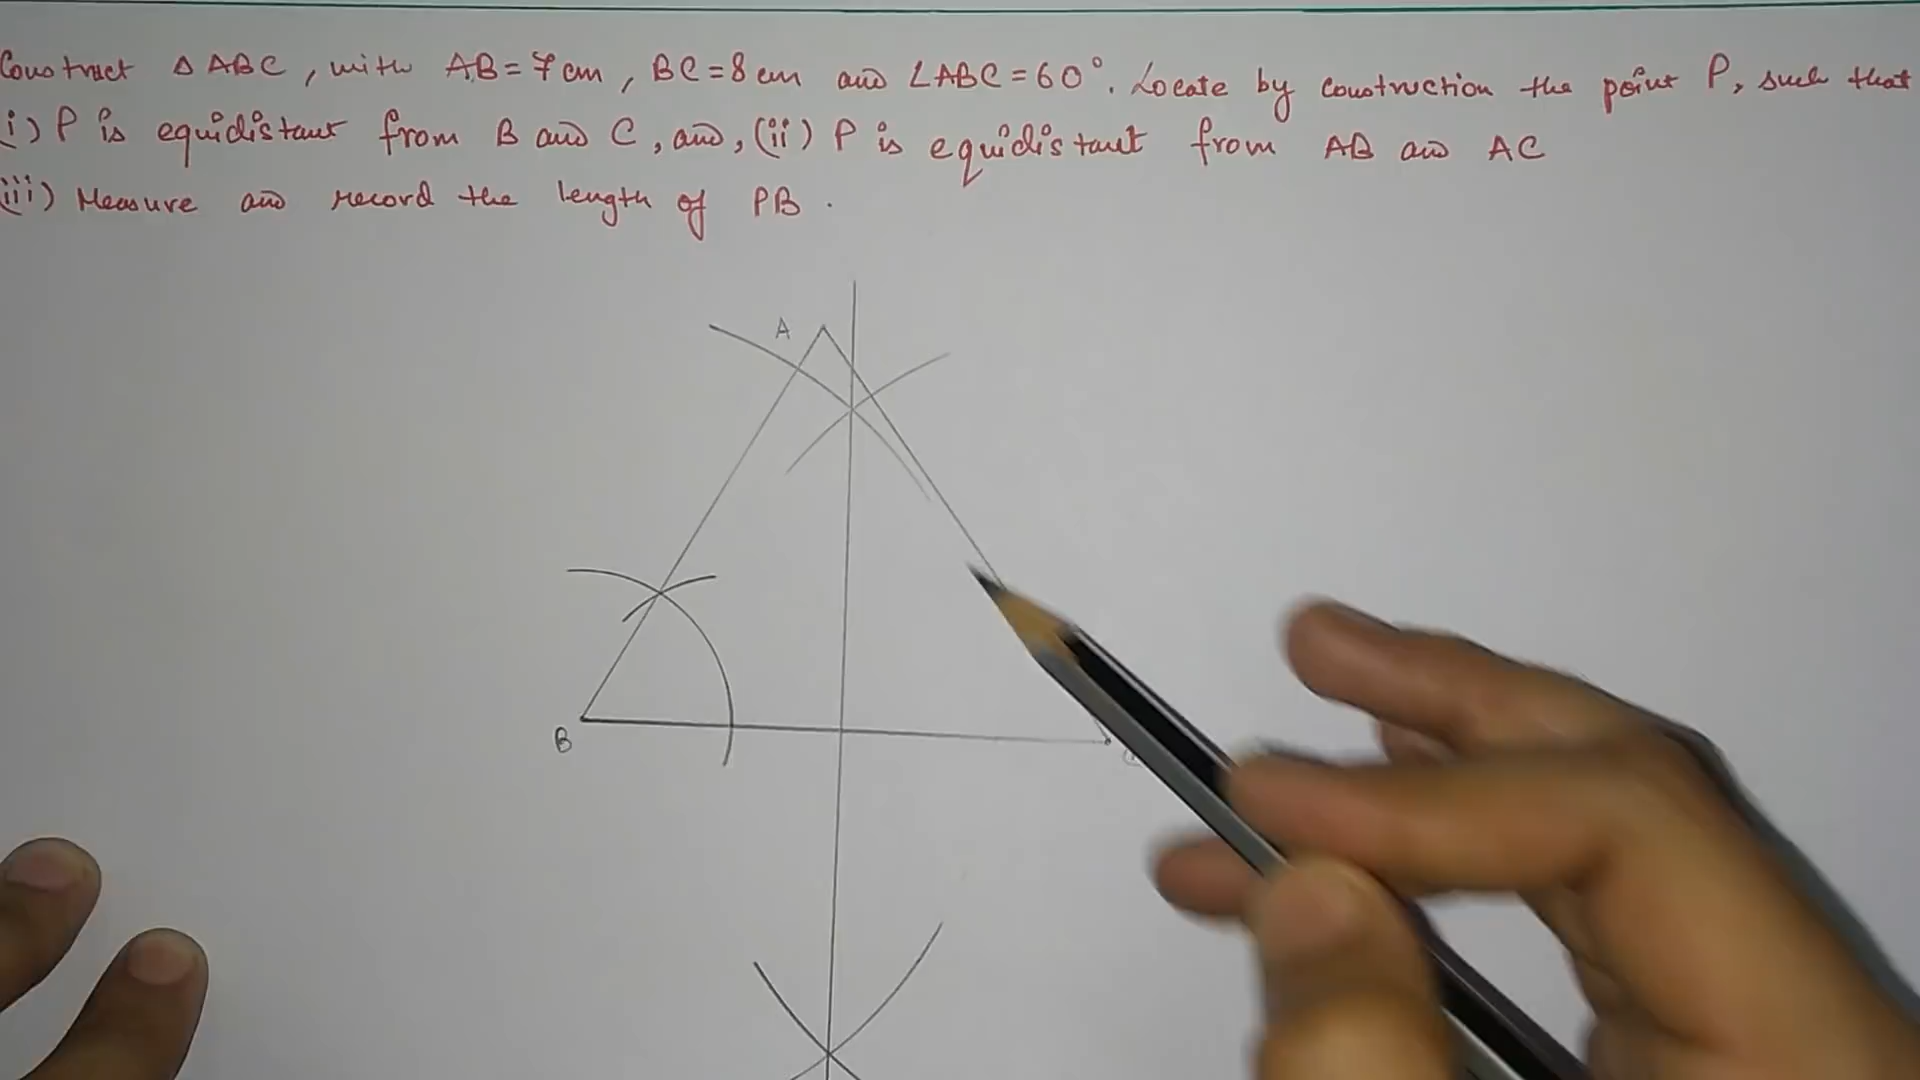 Construct △ ABC, with AB = 7 cm, BC = 8 cm and ∠ABC = 60°. Locate by construction the point P, such that
(i) P is equidistant from B and C, and, (ii) P is equidistant from AB and AC
(iii) Measure and record the length of PB.
A
B